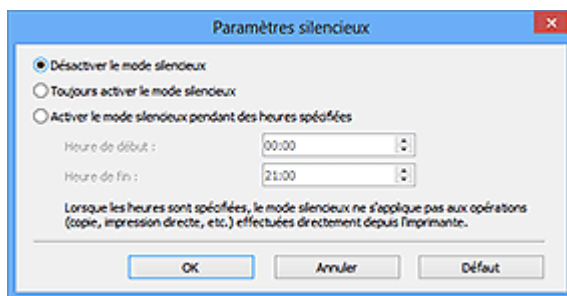 Paramètres silencieux
Désactiver le mode silencieux
Toujours activer le mode silencieux
Activer le mode silencieux pendant des heures spécifiées
Heure de début : 00:00
Heure de fin : 21:00
Lorsque les heures sont spécifiées, le mode silencieux ne s'applique pas aux opérations
(copie, impression directe, etc.) effectuées directement depuis l'imprimante.
OK Annuler Défaut